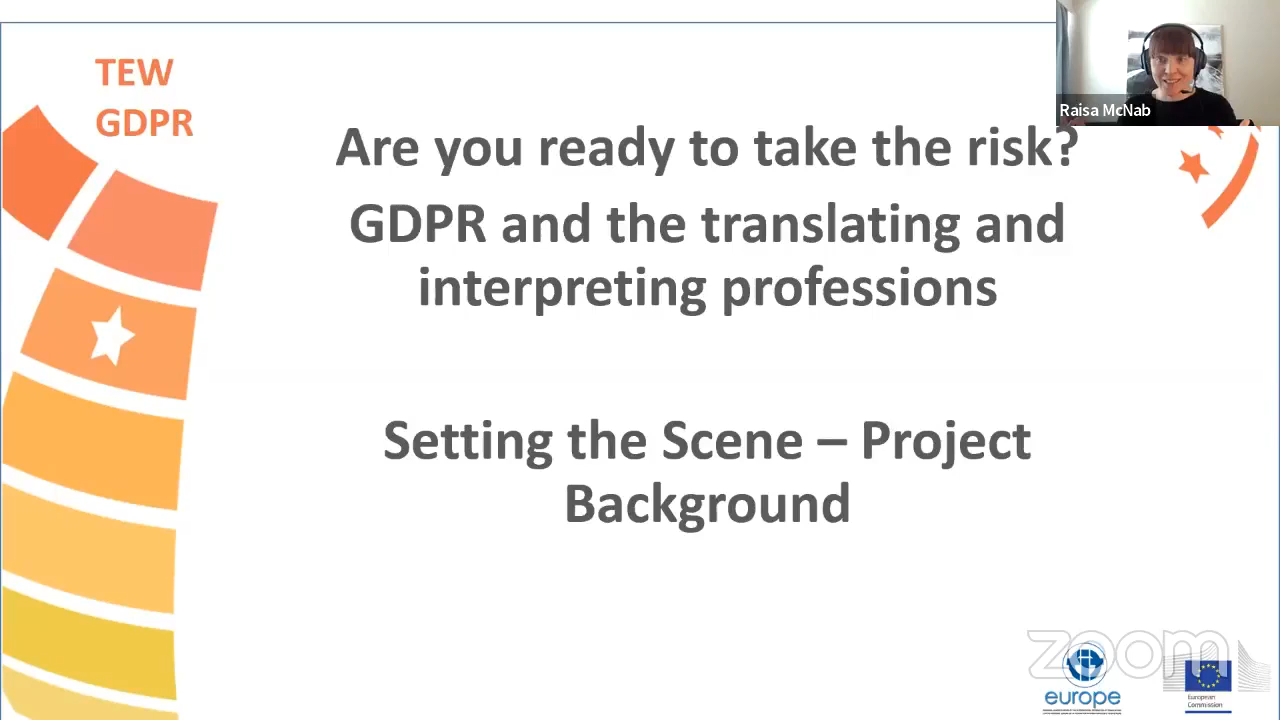 TEW
GDPR
Raisa McNab
Are you ready to take the risk?
GDPR and the translating and
interpreting professions
Setting the Scene – Project
Background
zoom
europe
European
Commission